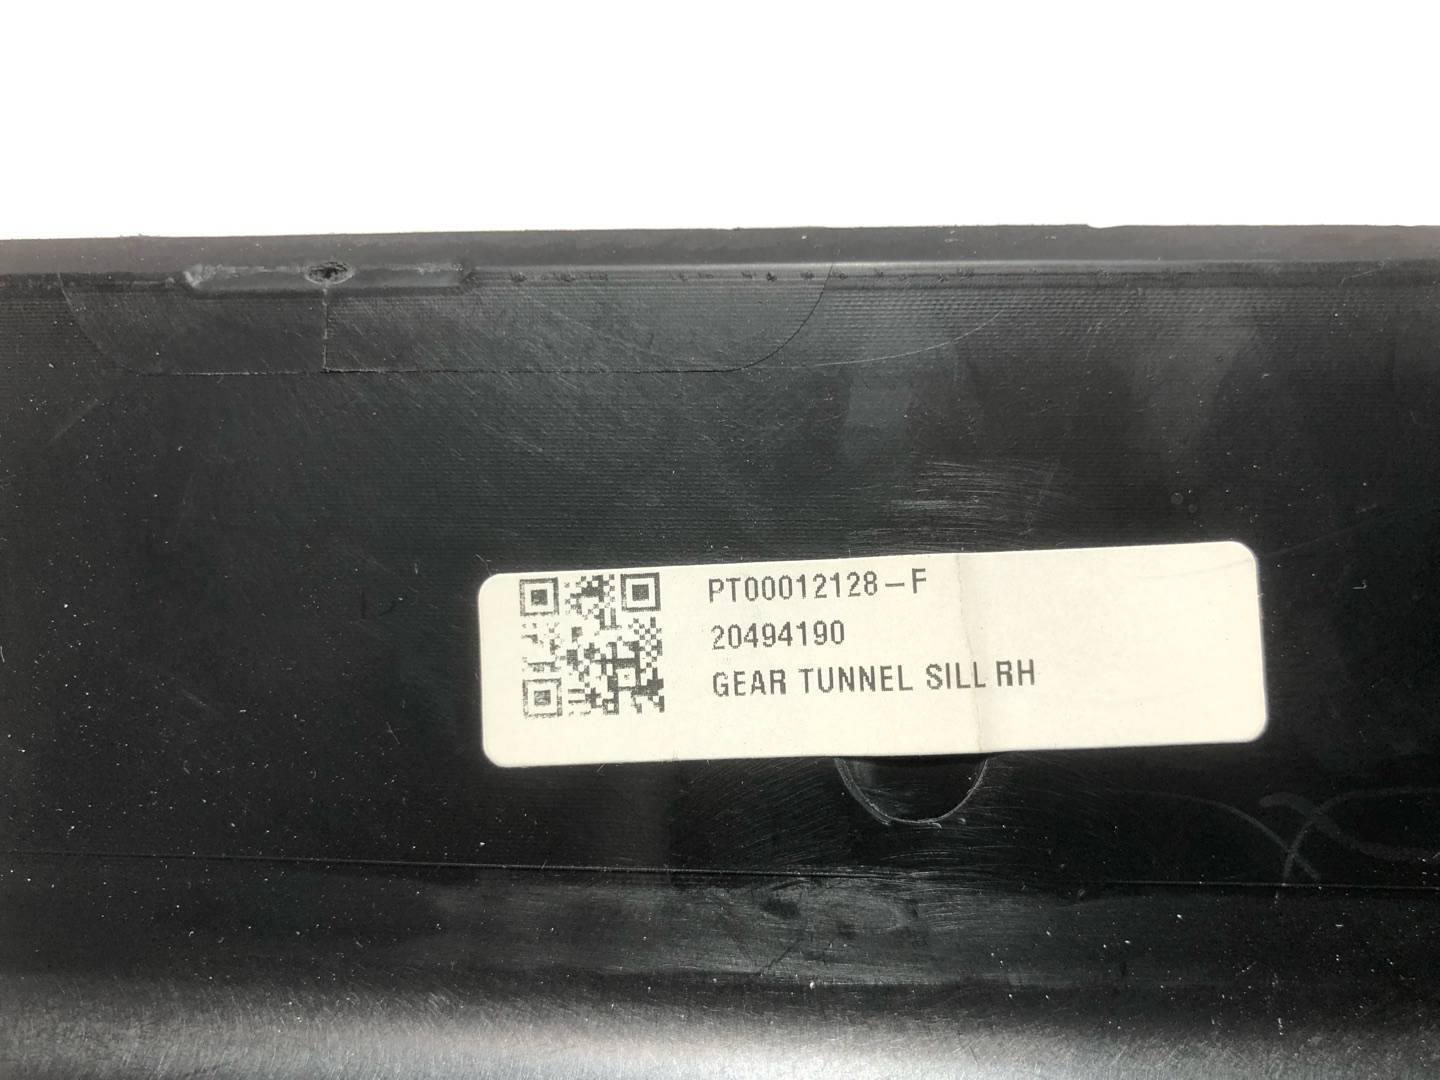 PT00012128-F
20494190
GEAR TUNNEL SILL RH